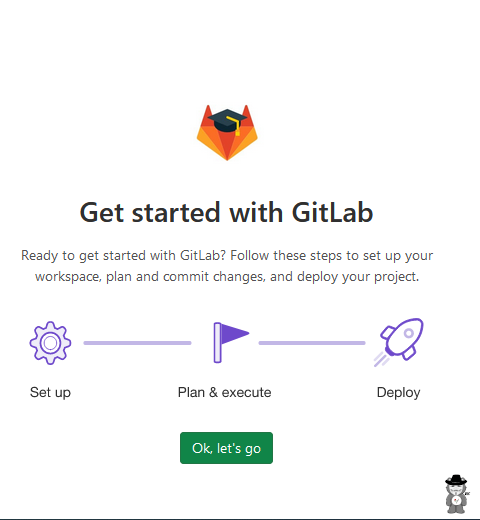 Get started with GitLab
Ready to get started with GitLab? Follow these steps to set up your
workspace, plan and commit changes, and deploy your project.
Set up
Plan & execute
Deploy
Ok, let's go